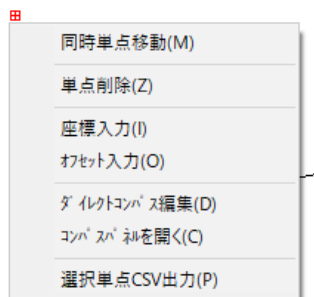 同時単点移動(M)
単点削除(Z)
座標入力(I)
ｵﾌｾｯﾄ入力(O)
ﾀﾞｲﾚｸﾄｺﾝﾊﾟｽ編集(D)
ｺﾝﾊﾟｽﾊﾟﾈﾙを開く(C)
選択単点CSV出力(P)